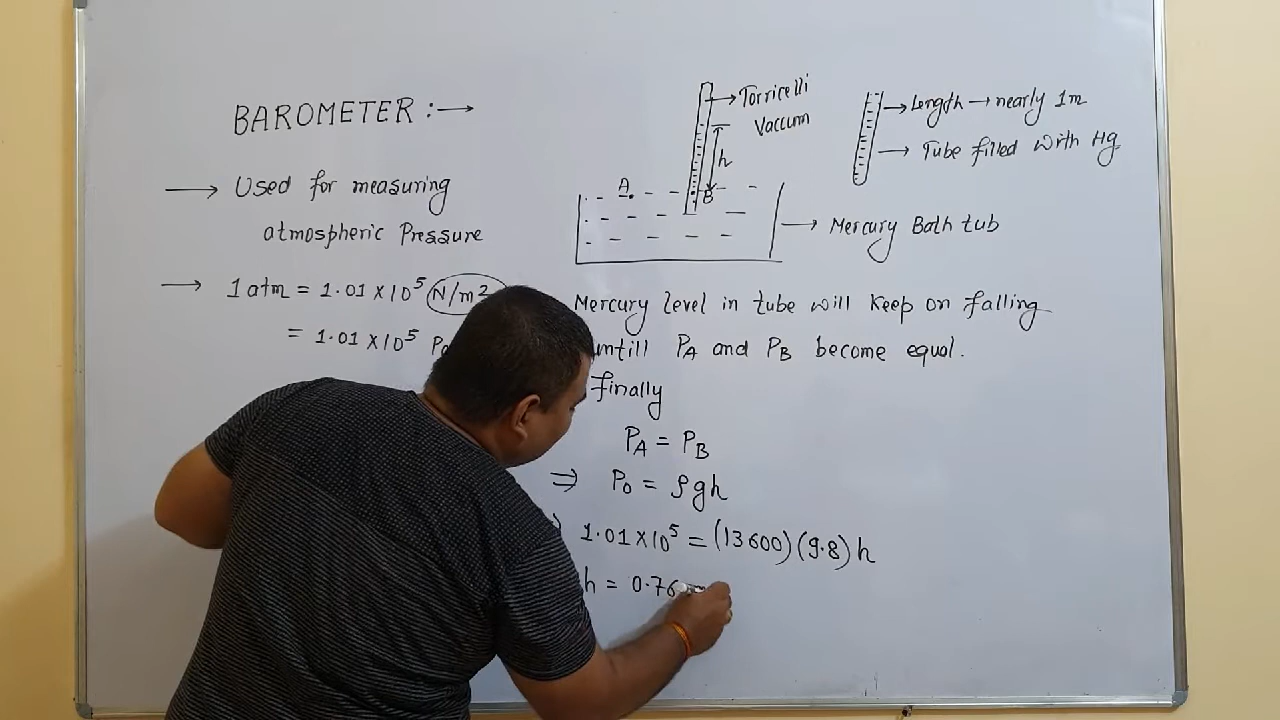 BAROMETER :→
→ Used for measuring
atmospheric Pressure
→ 1 atm = 1.01 × 10⁵ N/m²
= 1.01 × 10⁵
→ Torricelli
Vaccum
h
A
B
→ Length → nearly 1m
→ Tube filled with Hg
→ Mercury Bath tub
Mercury level in tube will keep on falling
untill P_A and P_B become equal.
finally
P_A = P_B
⇒ P₀ = ρgh
1.01 × 10⁵ = (13600)(9.8) h
h = 0.76